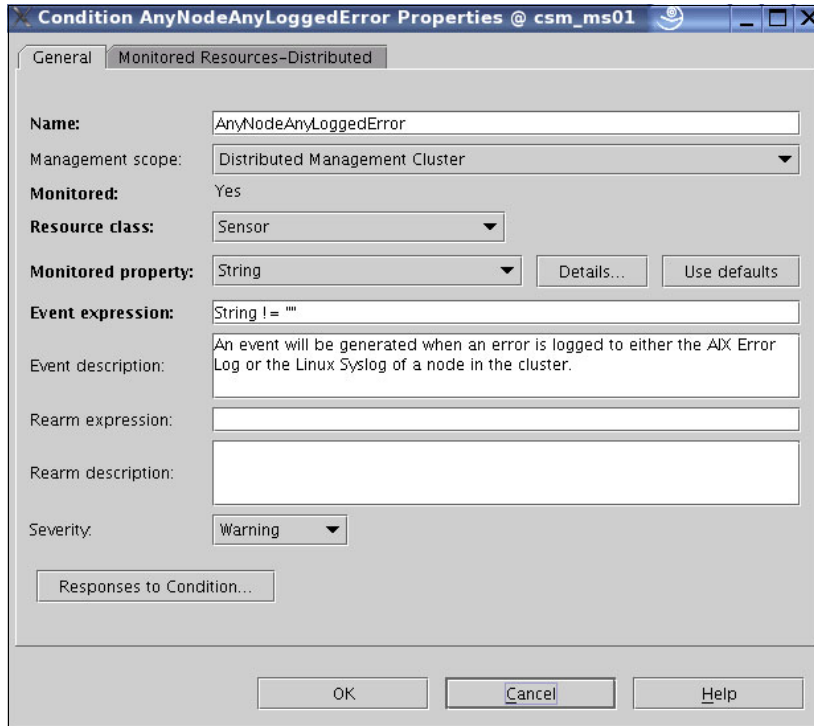 Condition AnyNodeAnyLoggedError Properties @ csm_ms01
General Monitored Resources-Distributed
Name: AnyNodeAnyLoggedError
Management scope: Distributed Management Cluster
Monitored: Yes
Resource class: Sensor
Monitored property: String Details... Use defaults
Event expression: String != ""
Event description: An event will be generated when an error is logged to either the AIX Error
Log or the Linux Syslog of a node in the cluster.
Rearm expression:
Rearm description:
Severity: Warning
Responses to Condition...
OK Cancel Help